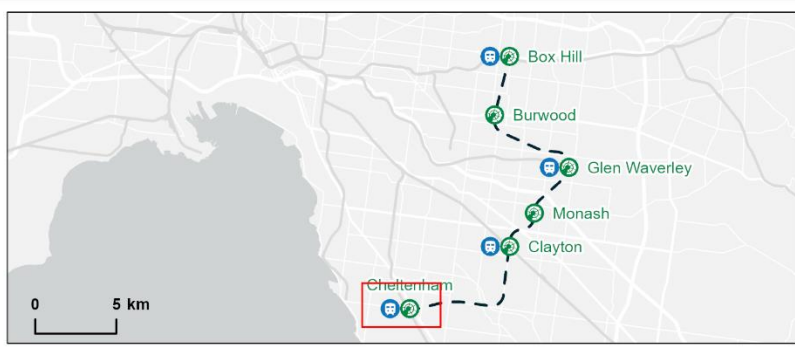 Box Hill
Burwood
Glen Waverley
Monash
Clayton
Cheltenham
0 5 km